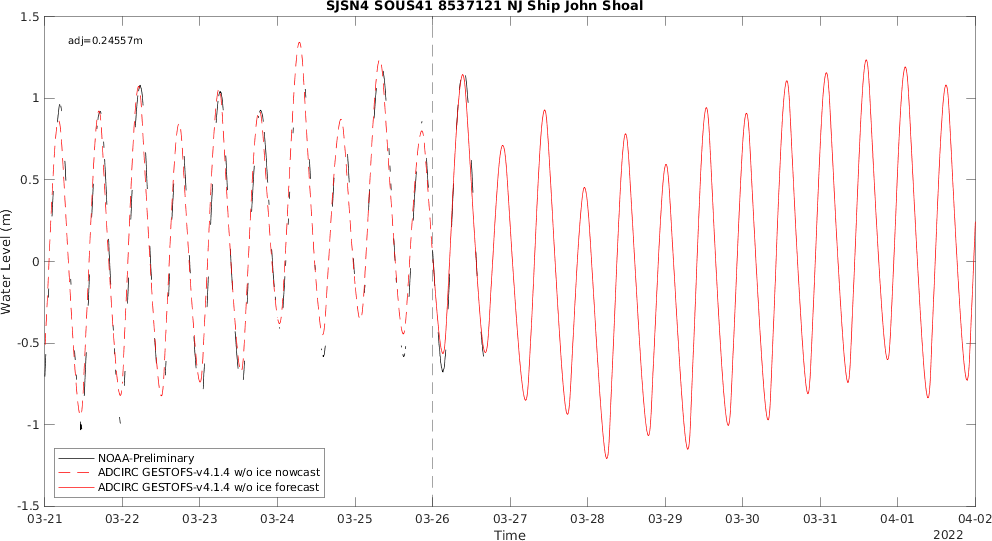 SJSN4 SOUS41 8537121 NJ Ship John Shoal
adj=0.24557m
1.5
1
0.5
0
-0.5
-1
-1.5
Water Level (m)
NOAA-Preliminary
ADCIRC GESTOFS-v4.1.4 w/o ice nowcast
ADCIRC GESTOFS-v4.1.4 w/o ice forecast
03-21 03-22 03-23 03-24 03-25 03-26 03-27 03-28 03-29 03-30 03-31 04-01 04-02
Time
2022